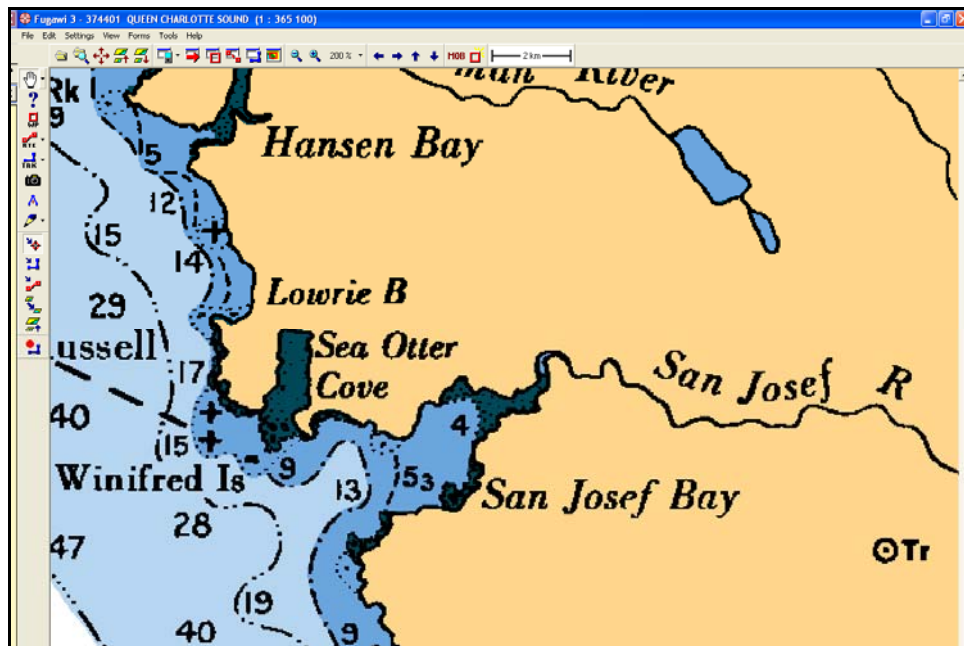 Fugawi 3 - 374401 QUEEN CHARLOTTE SOUND (1 : 365 100)
File Edit Settings View Forms Tools Help
200 % MOB 2 km
man River
Rk
9
Hansen Bay
15
12
15
14
Lowrie B
29
Sea Otter
Cove
ussell
17
San Josef R
40
4
15
9
Winifred Is
13
53
San Josef Bay
28
47
Tr
19
40
9